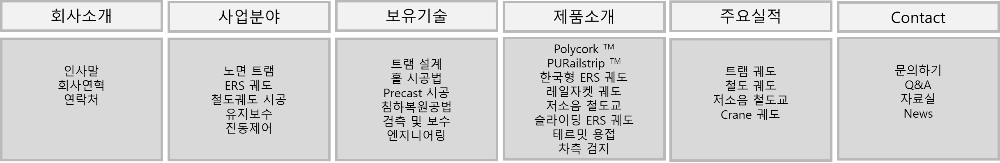 회사소개
인사말
회사연혁
연락처
사업분야
노면 트램
ERS 궤도
철도궤도 시공
유지보수
진동제어
보유기술
트램 설계
홀 시공법
Precast 시공
침하복원공법
검측 및 보수
엔지니어링
제품소개
Polycork ™
PURailstrip ™
한국형 ERS 궤도
레일자켓 궤도
저소음 철도교
슬라이딩 ERS 궤도
테르밋 용접
차측 검지
주요실적
트램 궤도
철도 궤도
저소음 철도교
Crane 궤도
Contact
문의하기
Q&A
자료실
News